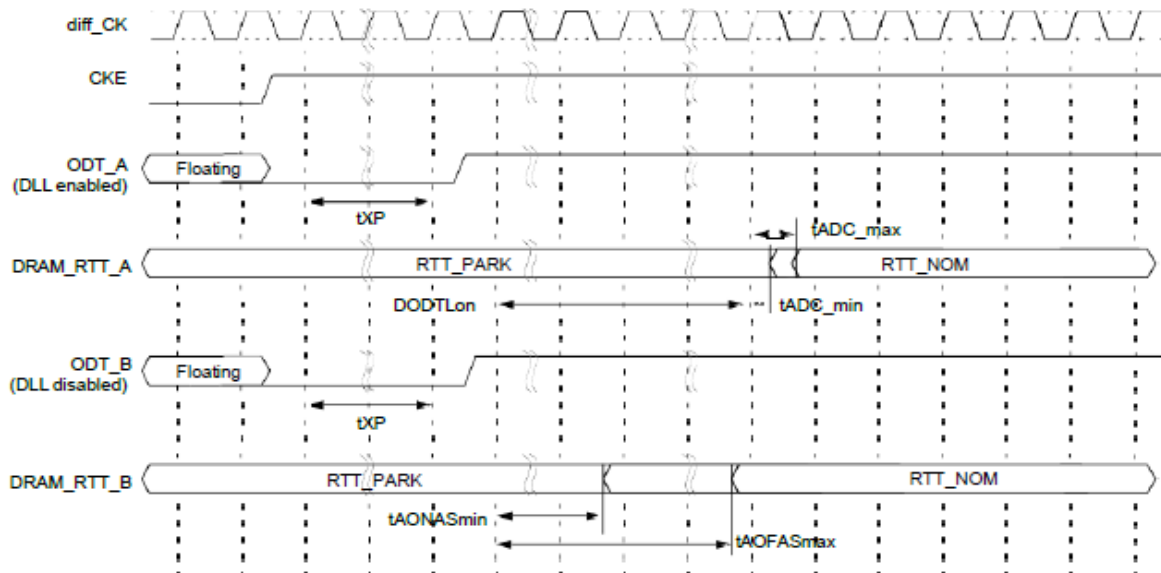 diff_CK
CKE
ODT_A
(DLL enabled)
Floating
tXP
tADC_max
DRAM_RTT_A
RTT_PARK
RTT_NOM
DODTLon
tADC_min
ODT_B
(DLL disabled)
Floating
tXP
DRAM_RTT_B
RTT_PARK
RTT_NOM
tAONASmin
tAOFASmax